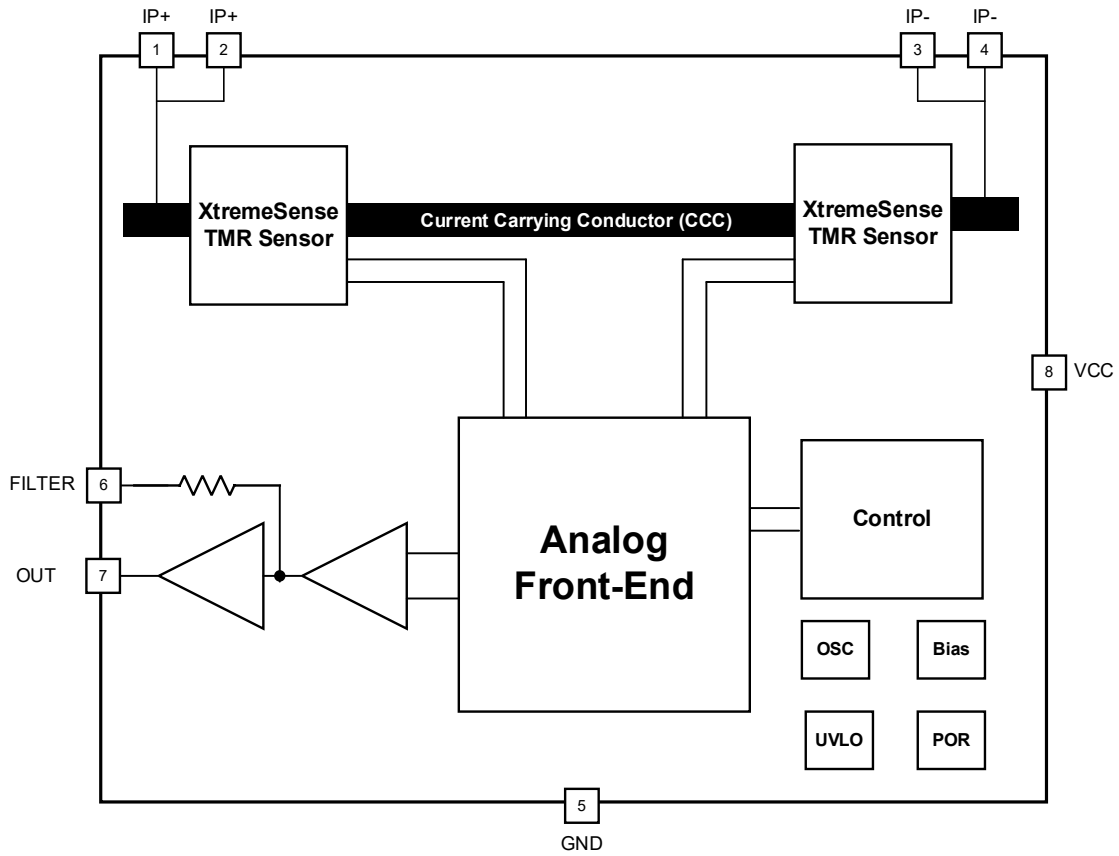 IP+ IP+ IP- IP-
1 2 3 4
XtremeSense
TMR Sensor
Current Carrying Conductor (CCC)
XtremeSense
TMR Sensor
8 VCC
FILTER 6
OUT 7
Analog
Front-End
Control
OSC Bias
UVLO POR
5
GND